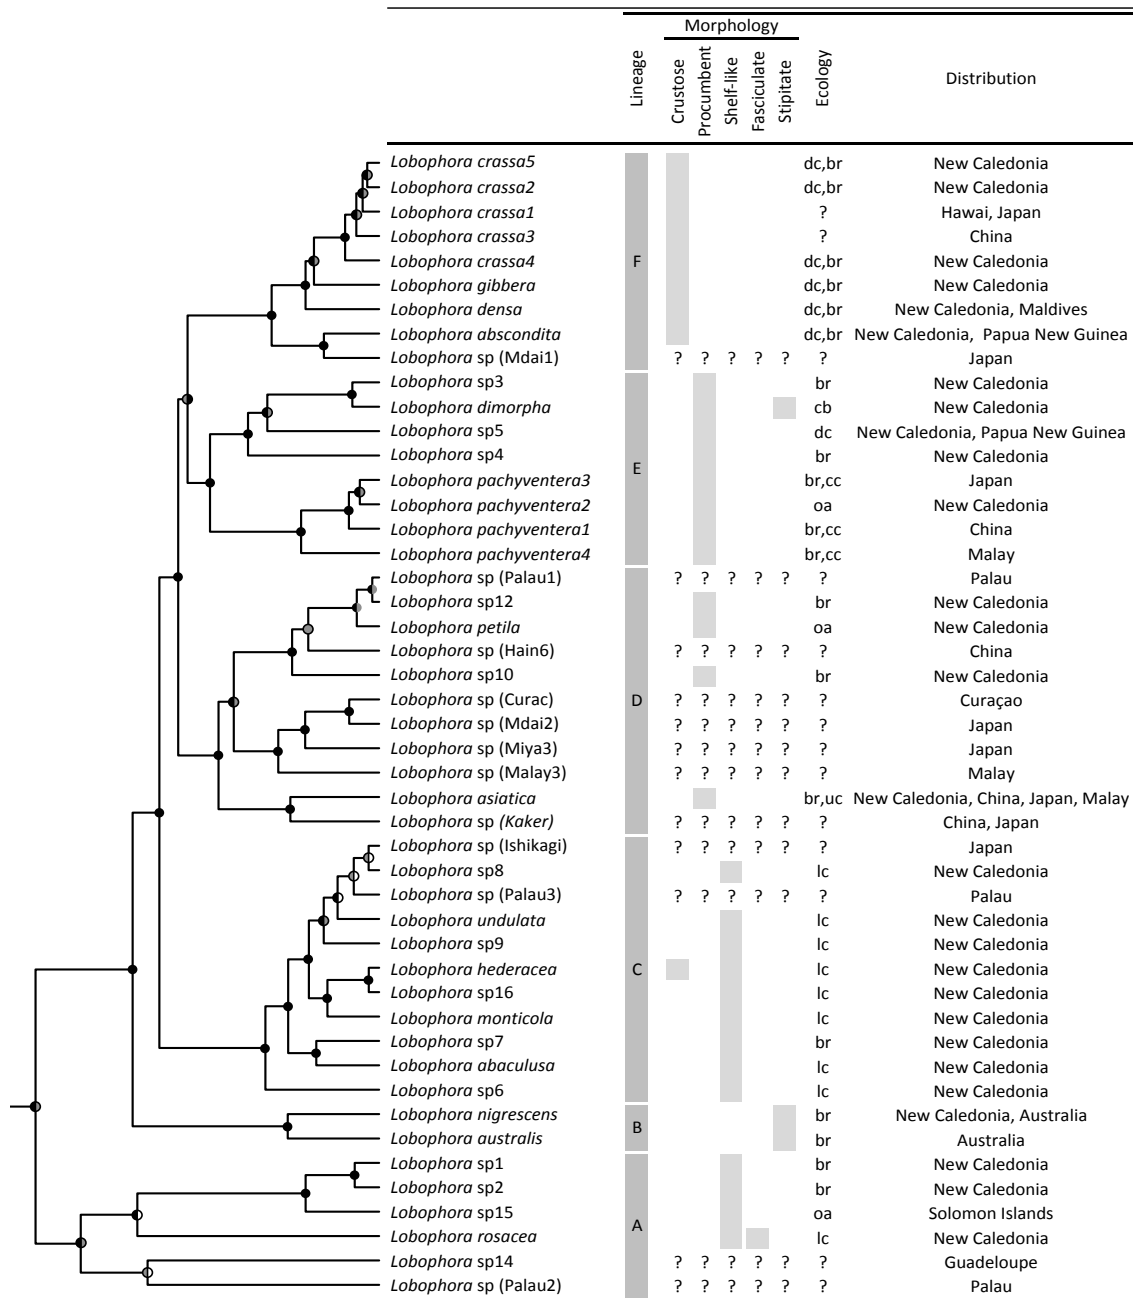 Morphology
Lineage Crustose Procumbent Shelf-like Fasciculate Stipitate Ecology Distribution
Lobophora crassa5 dc,br New Caledonia
Lobophora crassa2 dc,br New Caledonia
Lobophora crassa1 ? Hawai, Japan
Lobophora crassa3 ? China
Lobophora crassa4 F dc,br New Caledonia
Lobophora gibbera dc,br New Caledonia
Lobophora densa dc,br New Caledonia, Maldives
Lobophora abscondita dc,br New Caledonia, Papua New Guinea
Lobophora sp (Mdai1) ? ? ? ? ? ? Japan
Lobophora sp3 br New Caledonia
Lobophora dimorpha cb New Caledonia
Lobophora sp5 dc New Caledonia, Papua New Guinea
Lobophora sp4 br New Caledonia
Lobophora pachyventera3 E br,cc Japan
Lobophora pachyventera2 oa New Caledonia
Lobophora pachyventera1 br,cc China
Lobophora pachyventera4 br,cc Malay
Lobophora sp (Palau1) ? ? ? ? ? ? Palau
Lobophora sp12 br New Caledonia
Lobophora petila oa New Caledonia
Lobophora sp (Hain6) ? ? ? ? ? ? China
Lobophora sp10 br New Caledonia
Lobophora sp (Curac) D ? ? ? ? ? ? Curaçao
Lobophora sp (Mdai2) ? ? ? ? ? ? Japan
Lobophora sp (Miya3) ? ? ? ? ? ? Japan
Lobophora sp (Malay3) ? ? ? ? ? ? Malay
Lobophora asiatica br,uc New Caledonia, China, Japan, Malay
Lobophora sp (Kaker) ? ? ? ? ? ? China, Japan
Lobophora sp (Ishikagi) ? ? ? ? ? ? Japan
Lobophora sp8 lc New Caledonia
Lobophora sp (Palau3) ? ? ? ? ? ? Palau
Lobophora undulata lc New Caledonia
Lobophora sp9 lc New Caledonia
Lobophora hederacea C lc New Caledonia
Lobophora sp16 lc New Caledonia
Lobophora monticola lc New Caledonia
Lobophora sp7 br New Caledonia
Lobophora abaculusa lc New Caledonia
Lobophora sp6 lc New Caledonia
Lobophora nigrescens B br New Caledonia, Australia
Lobophora australis br Australia
Lobophora sp1 br New Caledonia
Lobophora sp2 br New Caledonia
Lobophora sp15 A oa Solomon Islands
Lobophora rosacea lc New Caledonia
Lobophora sp14 ? ? ? ? ? ? Guadeloupe
Lobophora sp (Palau2) ? ? ? ? ? ? Palau